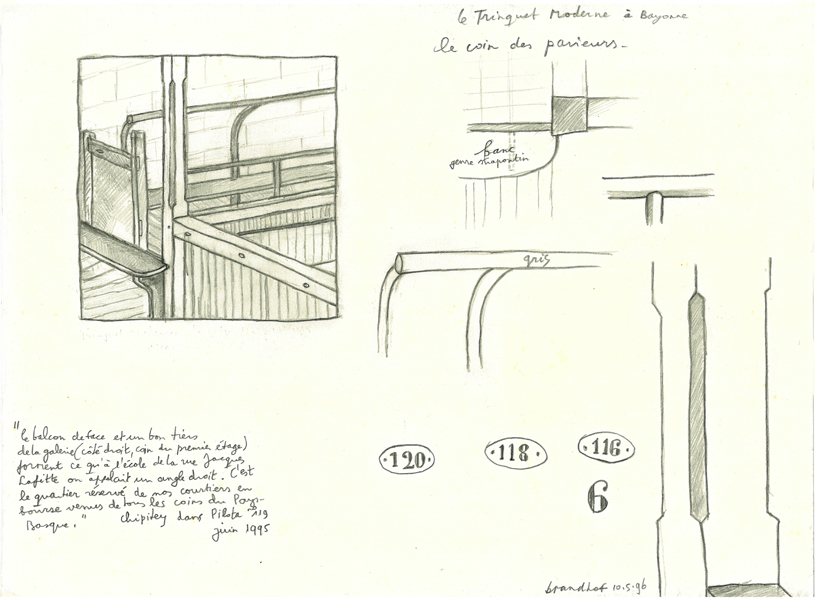 le Trinquet Moderne à Bayonne
le coin des parieurs_
banc
genre strapontin
gris
"le balcon de face et un bon tiers
de la galerie (côté droit, coin du premier étage)
forment ce qu'à l'école de la rue Jacques
Lafitte on appelait un angle droit. C'est
le quartier réservé de nos courtiers en
bourse venus de tous les coins du Pays-
Basque." Chipitey dans Pilota n°119
juin 1995
·120·
·118·
·116·
6
brandhof 10.5.96